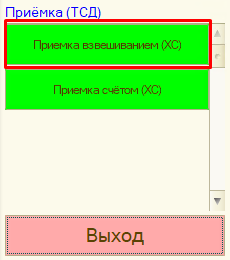 Приёмка (ТСД)
Приемка взвешиванием (ХС)
Приемка счётом (ХС)
Выход